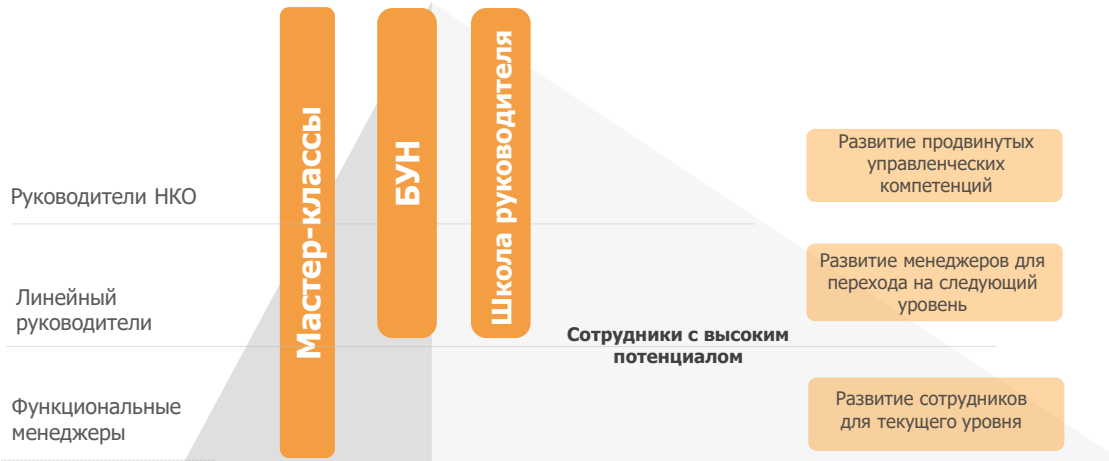 Мастер-классы
БУН
Школа руководителя
Руководители НКО
Развитие продвинутых
управленческих
компетенций
Линейный
руководители
Развитие менеджеров для
перехода на следующий
уровень
Сотрудники с высоким
потенциалом
Функциональные
менеджеры
Развитие сотрудников
для текущего уровня